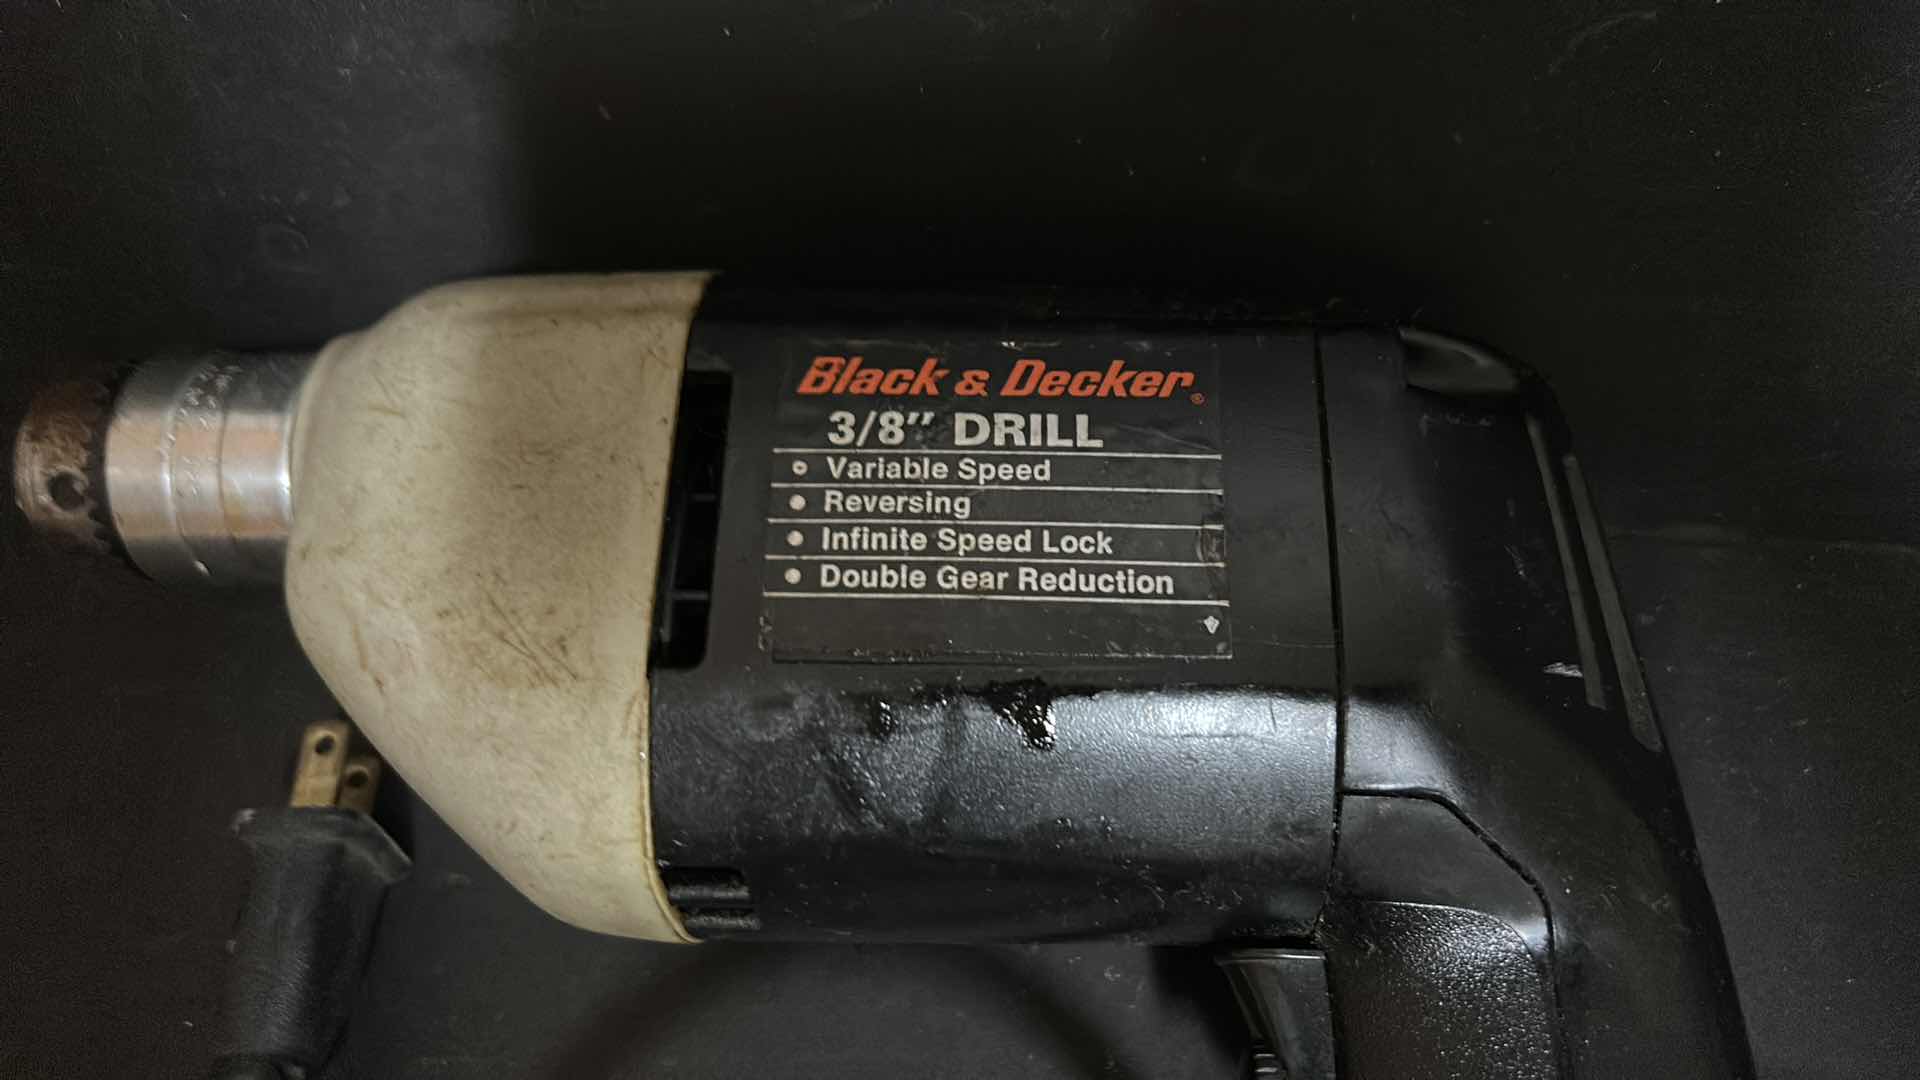 Black & Decker®
3/8" DRILL
• Variable Speed
• Reversing
• Infinite Speed Lock
• Double Gear Reduction